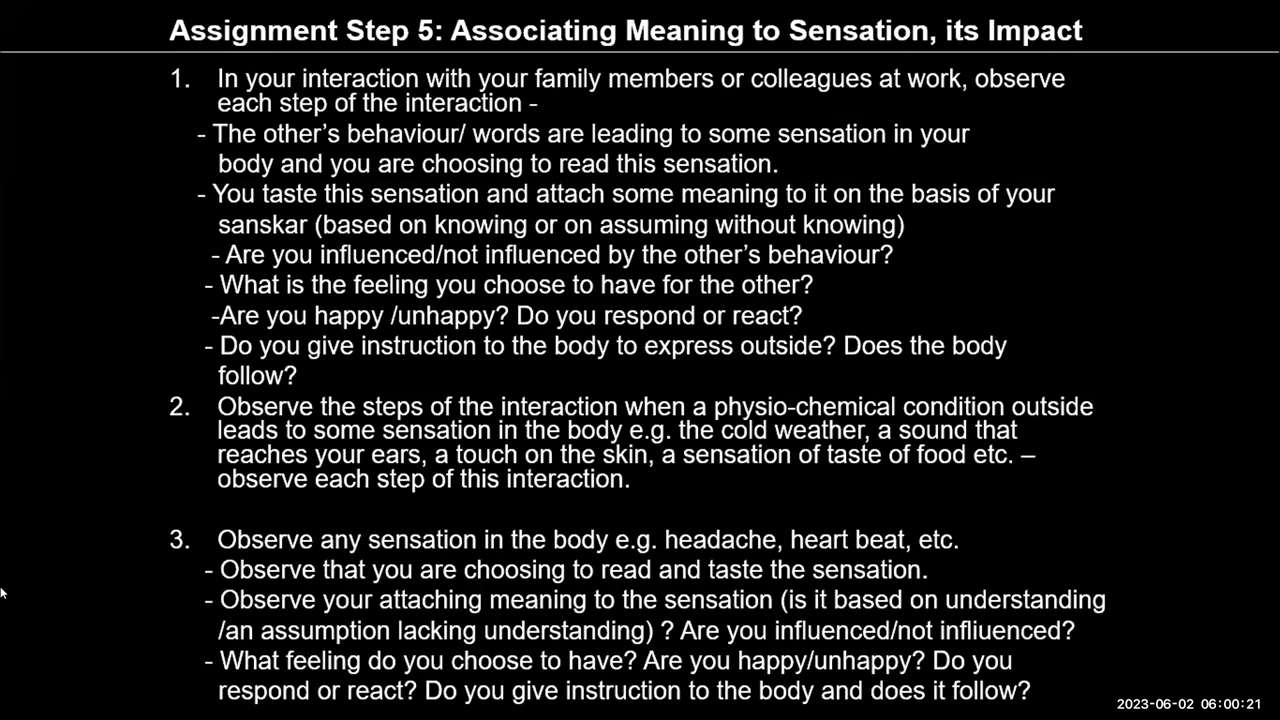 Assignment Step 5: Associating Meaning to Sensation, its Impact
1. In your interaction with your family members or colleagues at work, observe
each step of the interaction -
- The other's behaviour/ words are leading to some sensation in your
body and you are choosing to read this sensation.
- You taste this sensation and attach some meaning to it on the basis of your
sanskar (based on knowing or on assuming without knowing)
- Are you influenced/not influenced by the other's behaviour?
- What is the feeling you choose to have for the other?
-Are you happy /unhappy? Do you respond or react?
- Do you give instruction to the body to express outside? Does the body
follow?
2. Observe the steps of the interaction when a physio-chemical condition outside
leads to some sensation in the body e.g. the cold weather, a sound that
reaches your ears, a touch on the skin, a sensation of taste of food etc. –
observe each step of this interaction.
3. Observe any sensation in the body e.g. headache, heart beat, etc.
- Observe that you are choosing to read and taste the sensation.
- Observe your attaching meaning to the sensation (is it based on understanding
/an assumption lacking understanding) ? Are you influenced/not infliuenced?
- What feeling do you choose to have? Are you happy/unhappy? Do you
respond or react? Do you give instruction to the body and does it follow?
2023-06-02 06:00:21